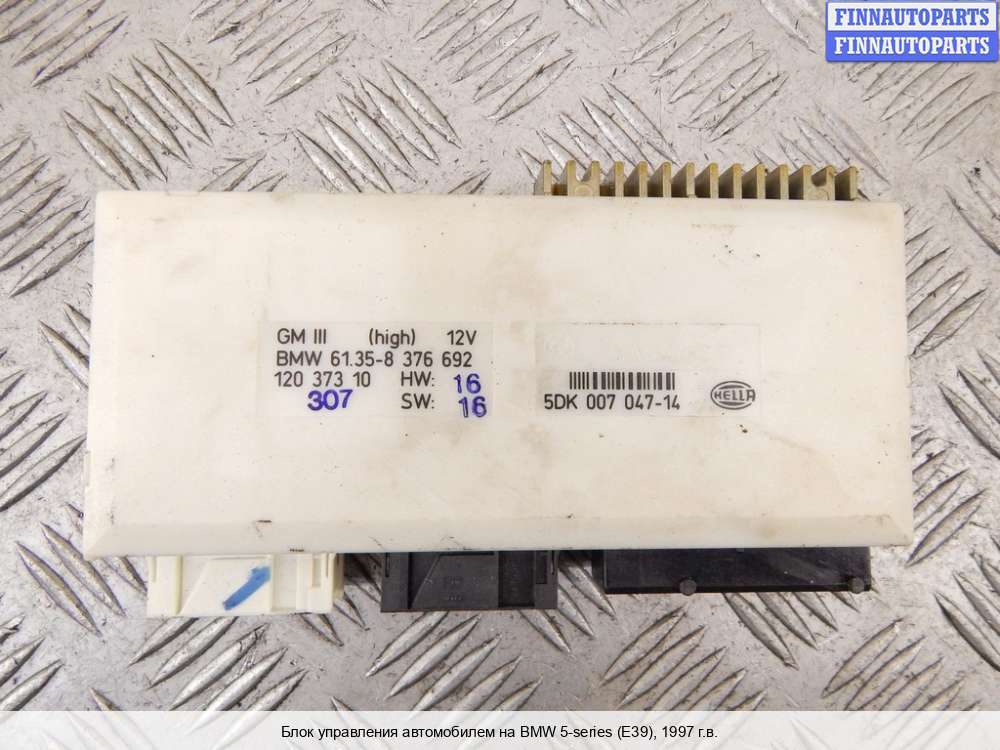 FINNAUTOPARTS
FINNAUTOPARTS
GM III (high) 12V
BMW 61.35-8 376 692
120 373 10 HW: 16
307 SW: 16
5DK 007 047-14
HELLA
Блок управления автомобилем на BMW 5-series (E39), 1997 г.в.